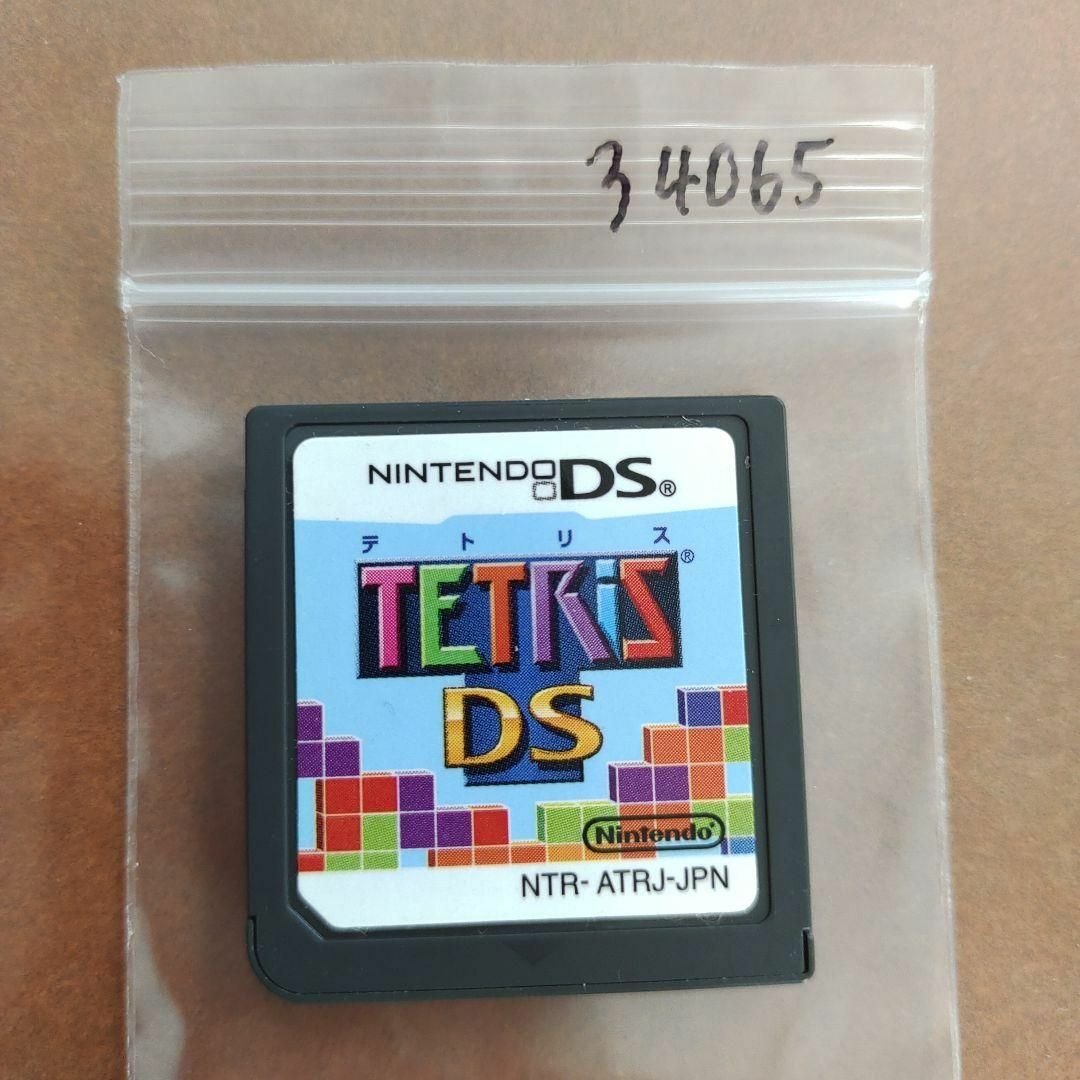 34065
NINTENDO DS®
テトリス
TETRiS®
DS
Nintendo®
NTR- ATRJ-JPN